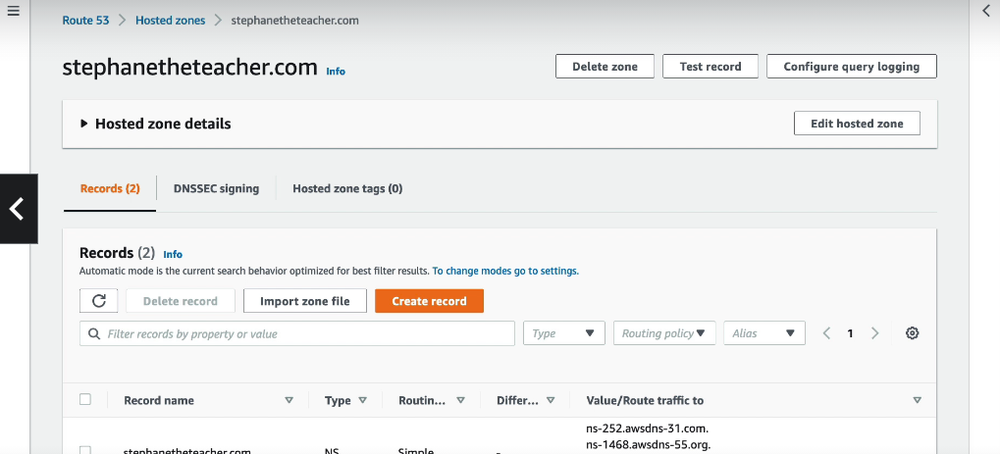 Route 53 > Hosted zones > stephanetheteacher.com
stephanetheteacher.com Info
Delete zone
Test record
Configure query logging
Hosted zone details
Edit hosted zone
Records (2)
DNSSEC signing
Hosted zone tags (0)
Records (2) Info
Automatic mode is the current search behavior optimized for best filter results. To change modes go to settings.
Delete record
Import zone file
Create record
Filter records by property or value
Type
Routing policy
Alias
1
Record name
Type
Routin...
Differ...
Value/Route traffic to
ns-252.awsdns-31.com.
ns-1468.awsdns-55.org.
stephanetheteacher.com
NS
Simple
-